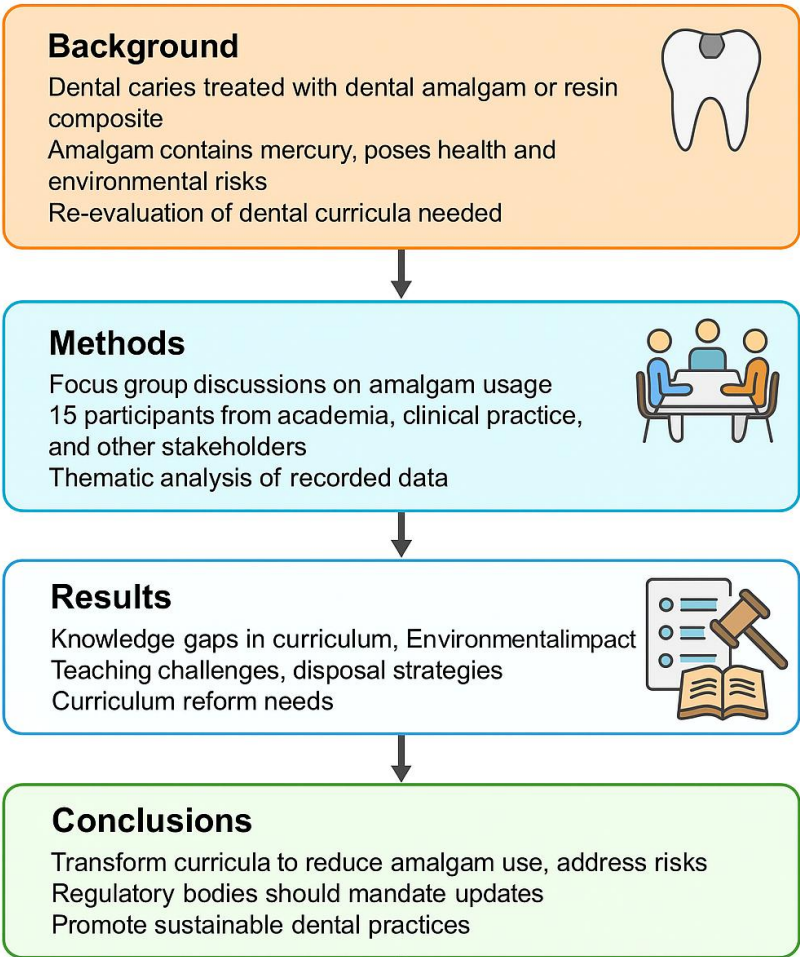 Background
Dental caries treated with dental amalgam or resin
composite
Amalgam contains mercury, poses health and
environmental risks
Re-evaluation of dental curricula needed
Methods
Focus group discussions on amalgam usage
15 participants from academia, clinical practice,
and other stakeholders
Thematic analysis of recorded data
Results
Knowledge gaps in curriculum, Environmentalimpact
Teaching challenges, disposal strategies
Curriculum reform needs
Conclusions
Transform curricula to reduce amalgam use, address risks
Regulatory bodies should mandate updates
Promote sustainable dental practices